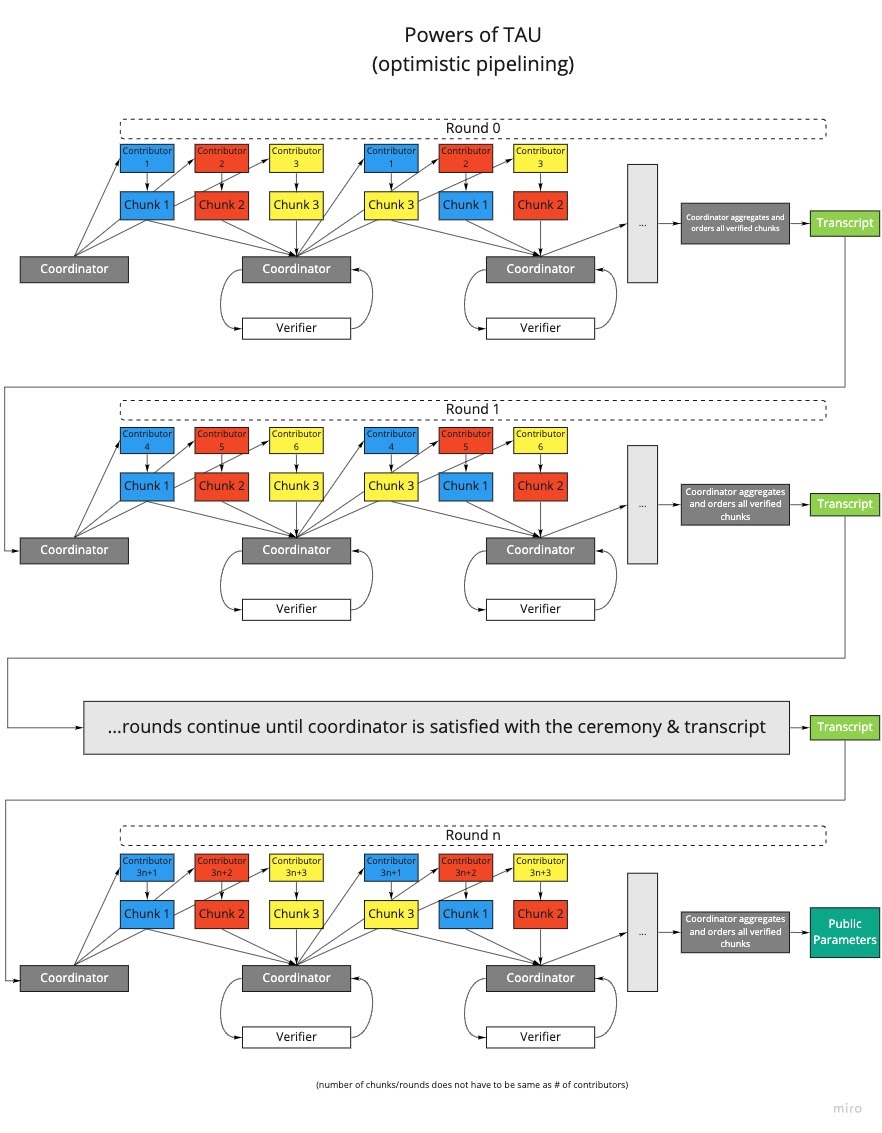 Powers of TAU
(optimistic pipelining)
Round 0
Contributor
1
Contributor
2
Contributor
3
Contributor
1
Contributor
2
Contributor
3
Chunk 1
Chunk 2
Chunk 3
Chunk 3
Chunk 1
Chunk 2
...
Coordinator aggregates and
orders all verified chunks
Transcript
Coordinator
Coordinator
Coordinator
Verifier
Verifier
Round 1
Contributor
4
Contributor
5
Contributor
6
Contributor
4
Contributor
5
Contributor
6
Chunk 1
Chunk 2
Chunk 3
Chunk 3
Chunk 1
Chunk 2
...
Coordinator aggregates
and orders all verified
chunks
Transcript
Coordinator
Coordinator
Coordinator
Verifier
Verifier
...rounds continue until coordinator is satisfied with the ceremony & transcript
Transcript
Round n
Contributor
3n+1
Contributor
3n+2
Contributor
3n+3
Contributor
3n+1
Contributor
3n+2
Contributor
3n+3
Chunk 1
Chunk 2
Chunk 3
Chunk 3
Chunk 1
Chunk 2
...
Coordinator aggregates
and orders all verified
chunks
Public
Parameters
Coordinator
Coordinator
Coordinator
Verifier
Verifier
(number of chunks/rounds does not have to be same as # of contributors)
miro